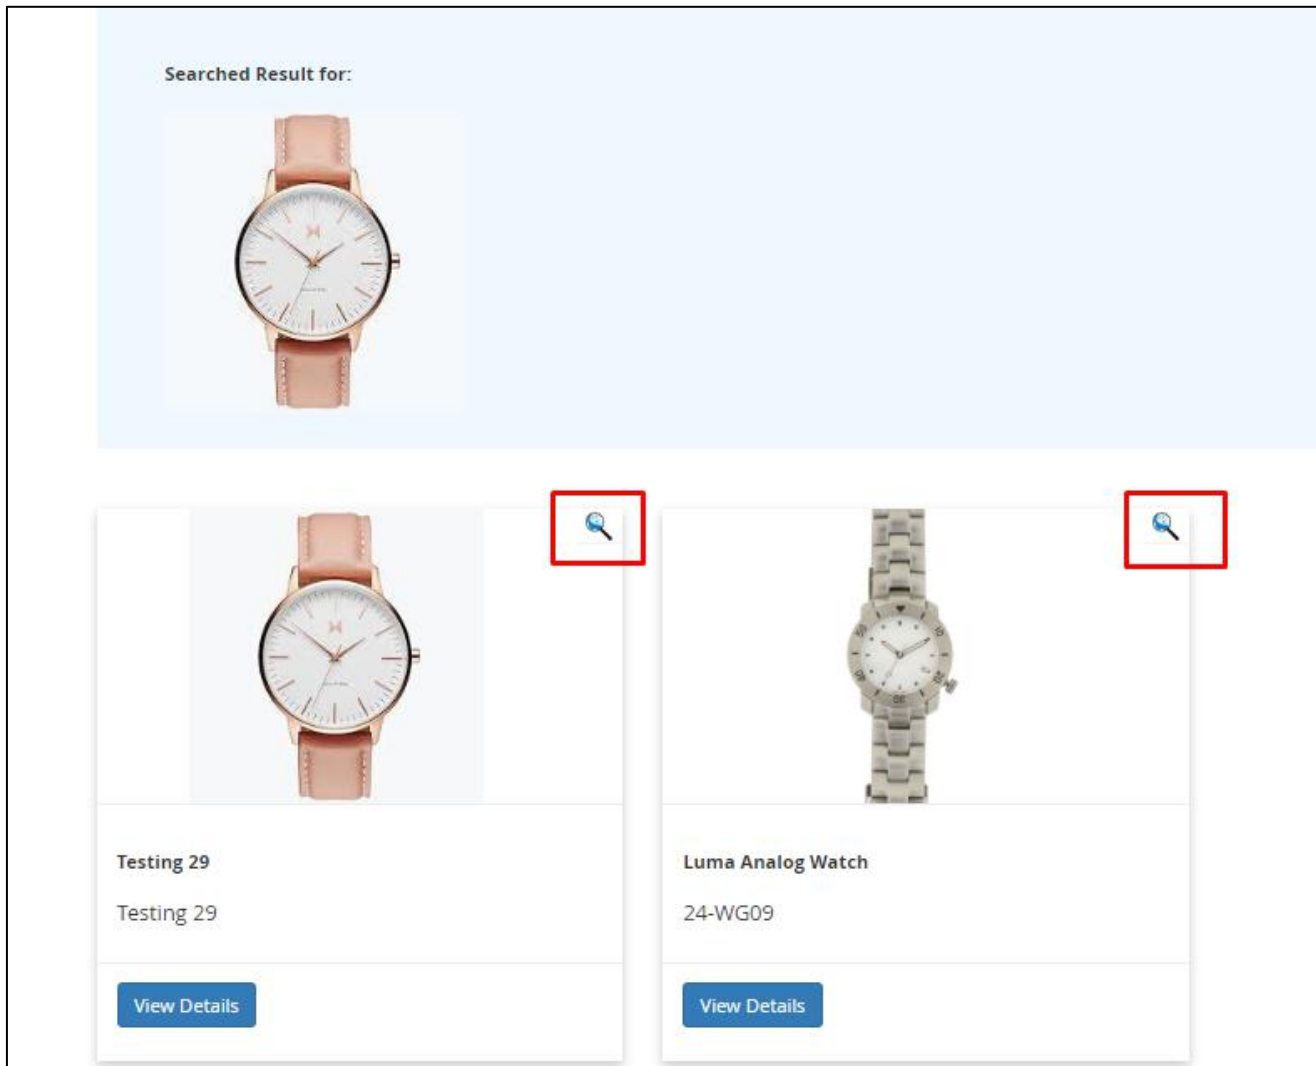 Searched Result for:
Testing 29
Testing 29
View Details
Luma Analog Watch
24-WG09
View Details